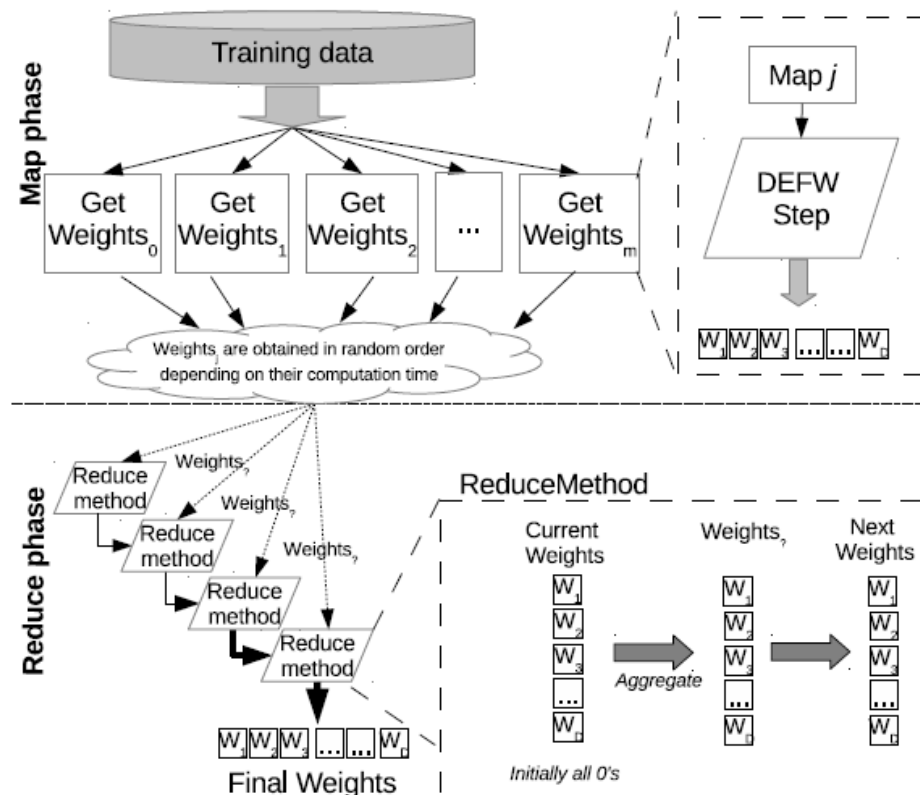 Map phase
Training data
Get
Weights0
Get
Weights1
Get
Weights2
...
Get
Weightsm
Weightsj are obtained in random order
depending on their computation time
Map j
DEFW
Step
W1 W2 W3 ... ... WD
Reduce phase
Reduce
method
Weights?
Reduce
method
Weights?
Reduce
method
Weights?
Reduce
method
W1 W2 W3 ... ... WD
Final Weights
ReduceMethod
Current
Weights
W1
W2
W3
...
WD
Initially all 0's
Aggregate
Weights?
W1
W2
W3
...
WD
Next
Weights
W1
W2
W3
...
WD